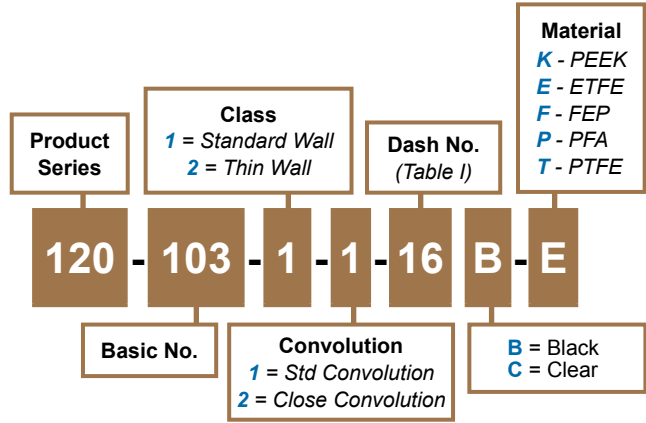 Material
K - PEEK
E - ETFE
F - FEP
P - PFA
T - PTFE
Class
1 = Standard Wall
2 = Thin Wall
Product
Series
Dash No.
(Table I)
120 - 103 - 1 - 1 - 16 B - E
Basic No.
Convolution
1 = Std Convolution
2 = Close Convolution
B = Black
C = Clear